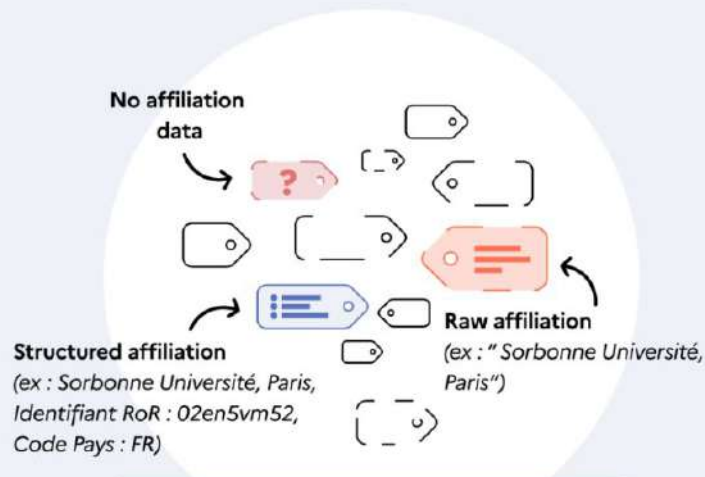 No affiliation
data
?
Raw affiliation
(ex : " Sorbonne Université,
Paris")
Structured affiliation
(ex : Sorbonne Université, Paris,
Identifiant RoR : 02en5vm52,
Code Pays : FR)